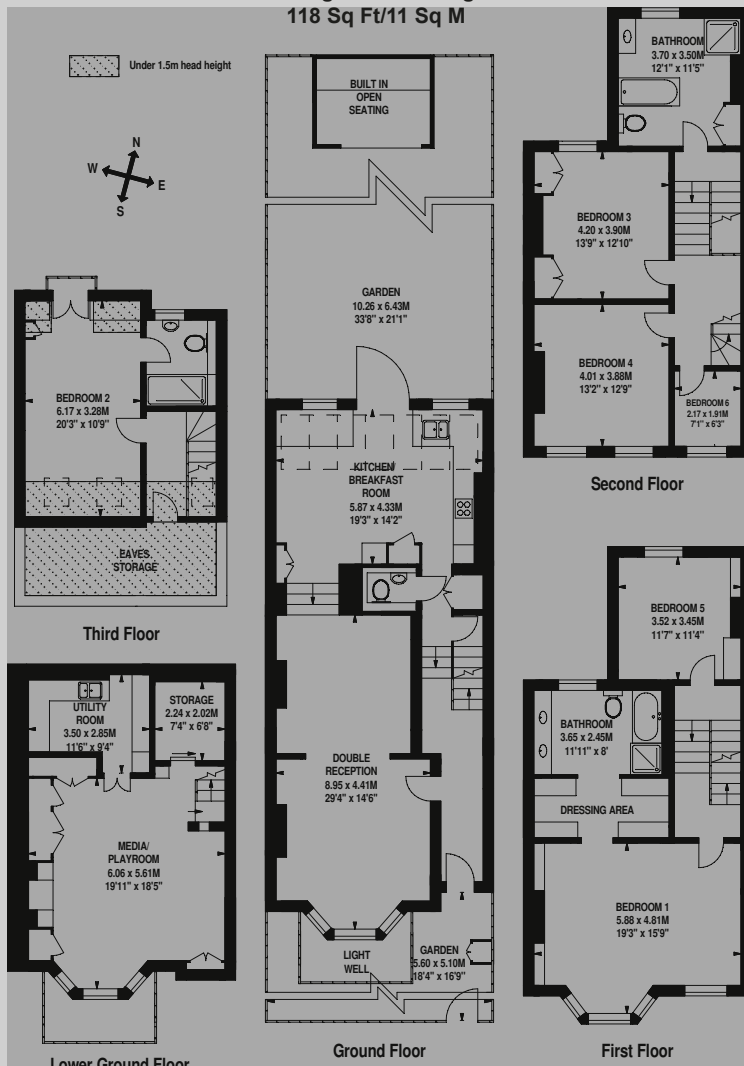 118 Sq Ft/11 Sq M
Under 1.5m head height
N
W
E
S
BUILT IN
OPEN
SEATING
GARDEN
10.26 x 6.43M
33'8" x 21'1"
KITCHEN/
BREAKFAST
ROOM
5.87 x 4.33M
19'3" x 14'2"
DOUBLE
RECEPTION
8.95 x 4.41M
29'4" x 14'6"
LIGHT
WELL
GARDEN
5.60 x 5.10M
18'4" x 16'9"
Ground Floor
BATHROOM
3.70 x 3.50M
12'1" x 11'5"
BEDROOM 3
4.20 x 3.90M
13'9" x 12'10"
BEDROOM 4
4.01 x 3.88M
13'2" x 12'9"
BEDROOM 6
2.17 x 1.91M
7'1" x 6'3"
Second Floor
BEDROOM 2
6.17 x 3.28M
20'3" x 10'9"
EAVES
STORAGE
Third Floor
UTILITY
ROOM
3.50 x 2.85M
11'6" x 9'4"
STORAGE
2.24 x 2.02M
7'4" x 6'8"
MEDIA/
PLAYROOM
6.06 x 5.61M
19'11" x 18'5"
Lower Ground Floor
BEDROOM 5
3.52 x 3.45M
11'7" x 11'4"
BATHROOM
3.65 x 2.45M
11'11" x 8'
DRESSING AREA
BEDROOM 1
5.88 x 4.81M
19'3" x 15'9"
First Floor